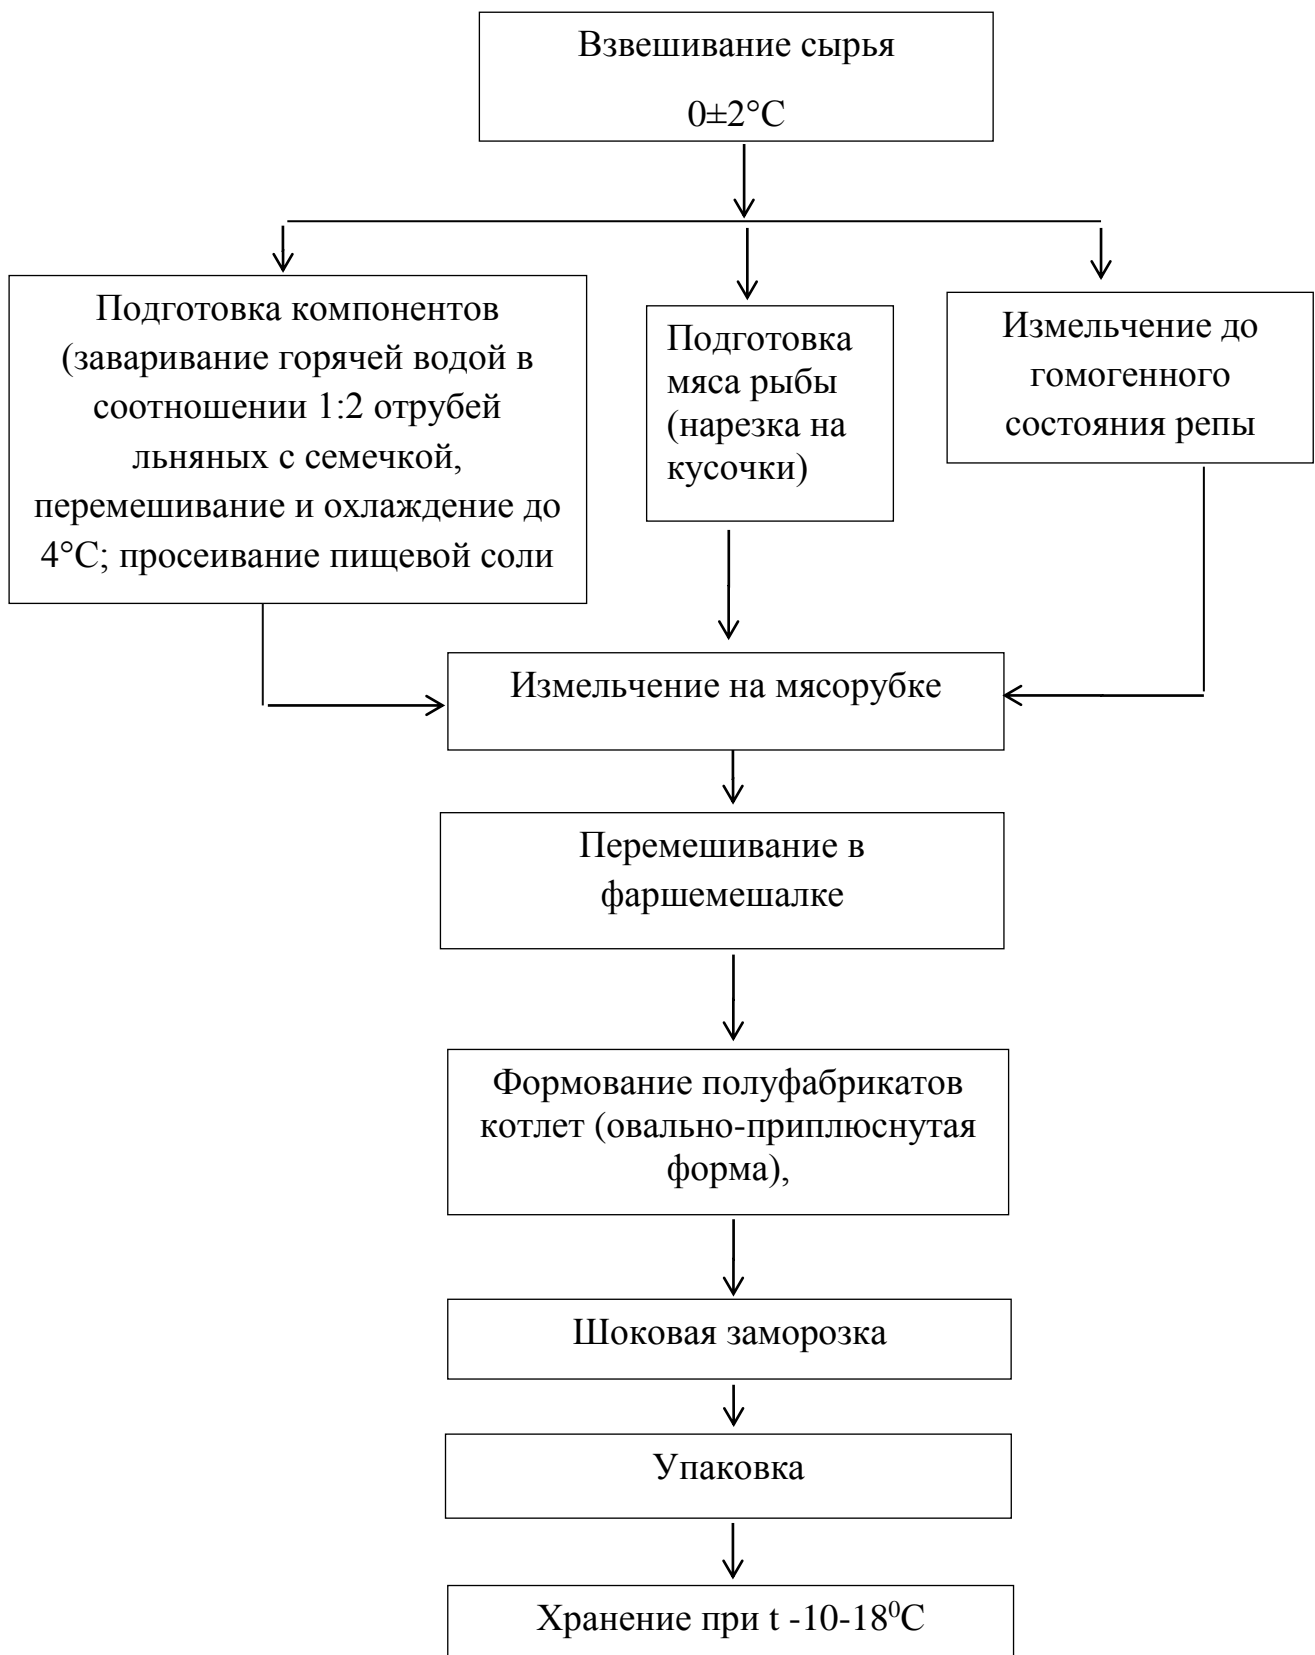 Взвешивание сырья
0±2°С
Подготовка компонентов
(заваривание горячей водой в
соотношении 1:2 отрубей
льняных с семечкой,
перемешивание и охлаждение до
4°С; просеивание пищевой соли
Подготовка
мяса рыбы
(нарезка на
кусочки)
Измельчение до
гомогенного
состояния репы
Измельчение на мясорубке
Перемешивание в
фаршемешалке
Формование полуфабрикатов
котлет (овально-приплюснутая
форма),
Шоковая заморозка
Упаковка
Хранение при t -10-18⁰С